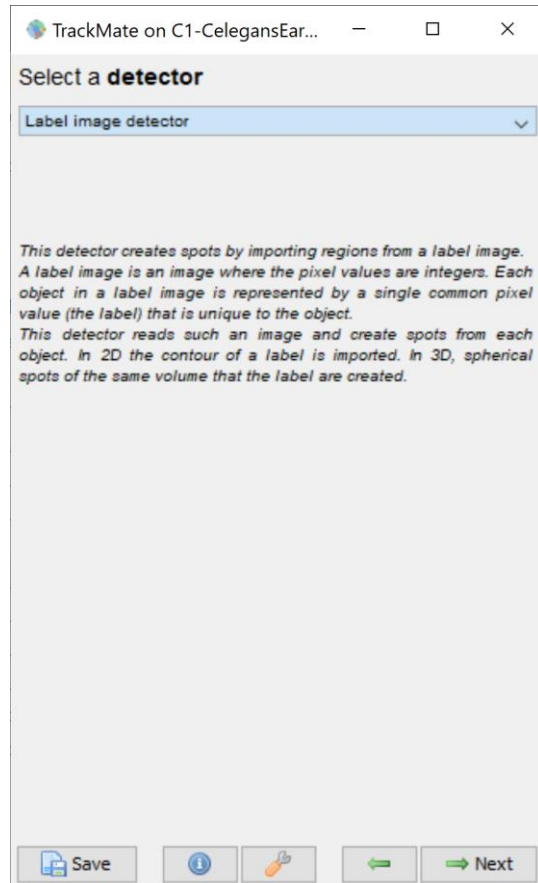 TrackMate on C1-CelegansEar...
Select a detector
Label image detector
This detector creates spots by importing regions from a label image.
A label image is an image where the pixel values are integers. Each
object in a label image is represented by a single common pixel
value (the label) that is unique to the object.
This detector reads such an image and create spots from each
object. In 2D the contour of a label is imported. In 3D, spherical
spots of the same volume that the label are created.
Save
Next